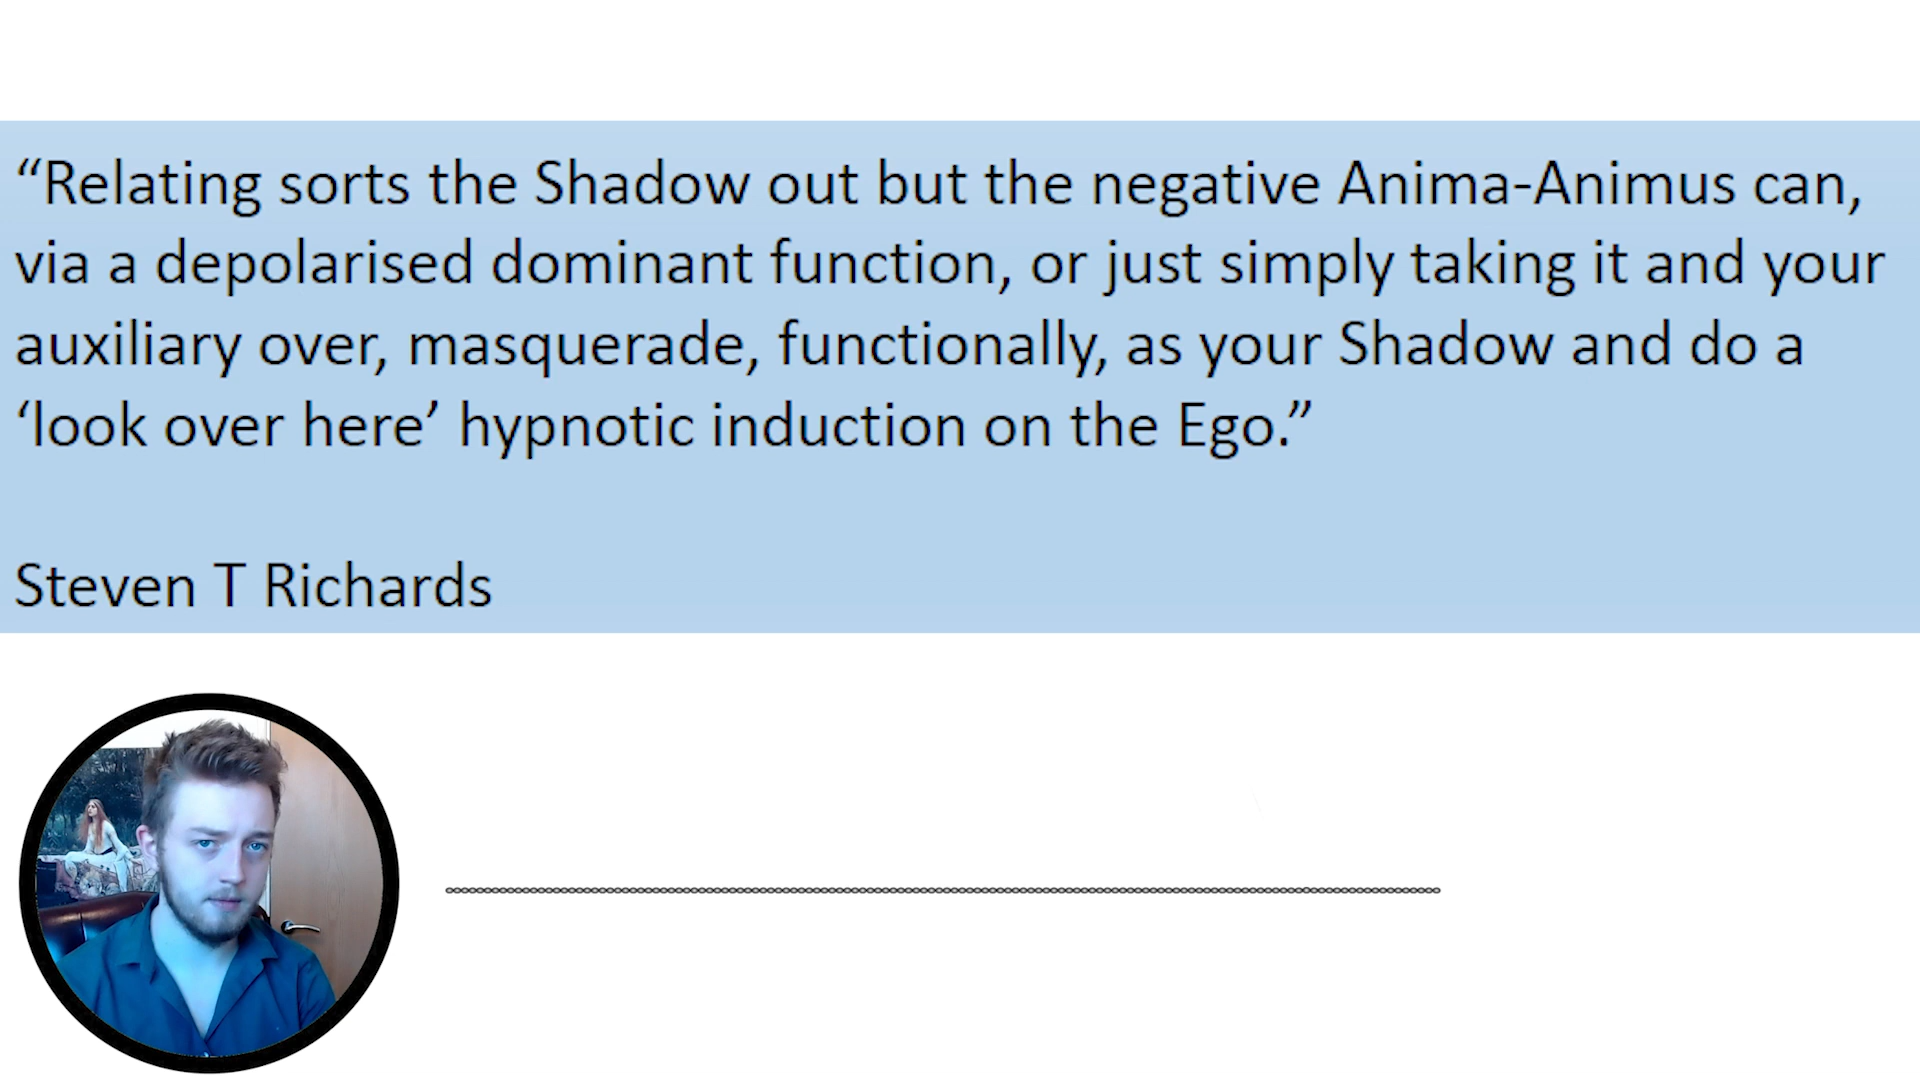 “Relating sorts the Shadow out but the negative Anima-Animus can,
via a depolarised dominant function, or just simply taking it and your
auxiliary over, masquerade, functionally, as your Shadow and do a
‘look over here’ hypnotic induction on the Ego.”
Steven T Richards